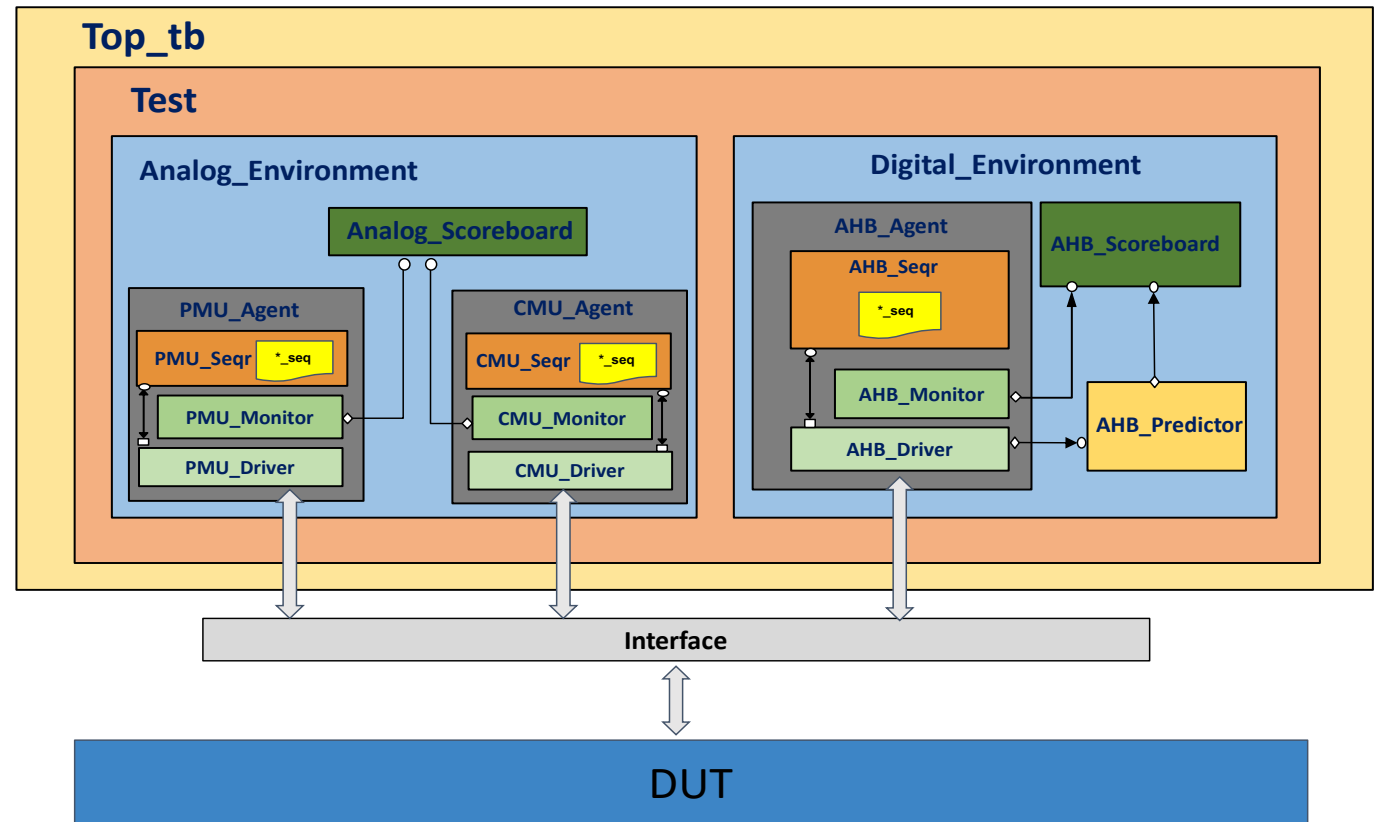 Top_tb
Test
Analog_Environment
Analog_Scoreboard
PMU_Agent
PMU_Seqr
*_seq
PMU_Monitor
PMU_Driver
CMU_Agent
CMU_Seqr
*_seq
CMU_Monitor
CMU_Driver
Digital_Environment
AHB_Agent
AHB_Seqr
*_seq
AHB_Monitor
AHB_Driver
AHB_Scoreboard
AHB_Predictor
Interface
DUT